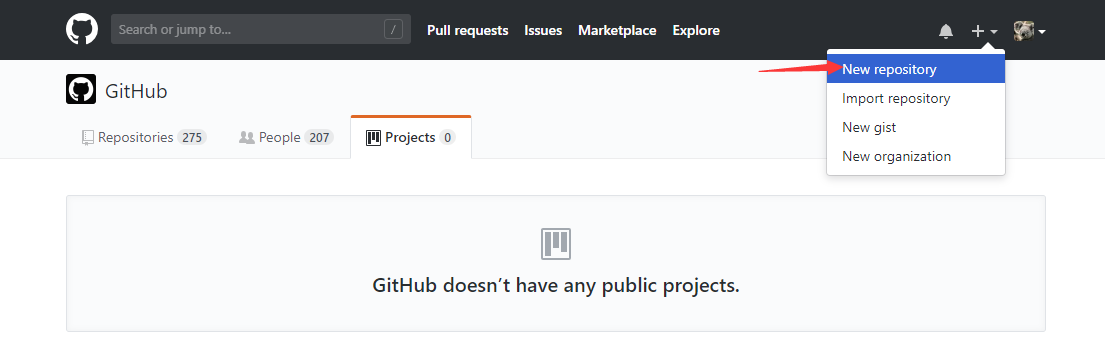 Search or jump to... / Pull requests Issues Marketplace Explore
New repository
Import repository
New gist
New organization
GitHub
Repositories 275 People 207 Projects 0
GitHub doesn't have any public projects.